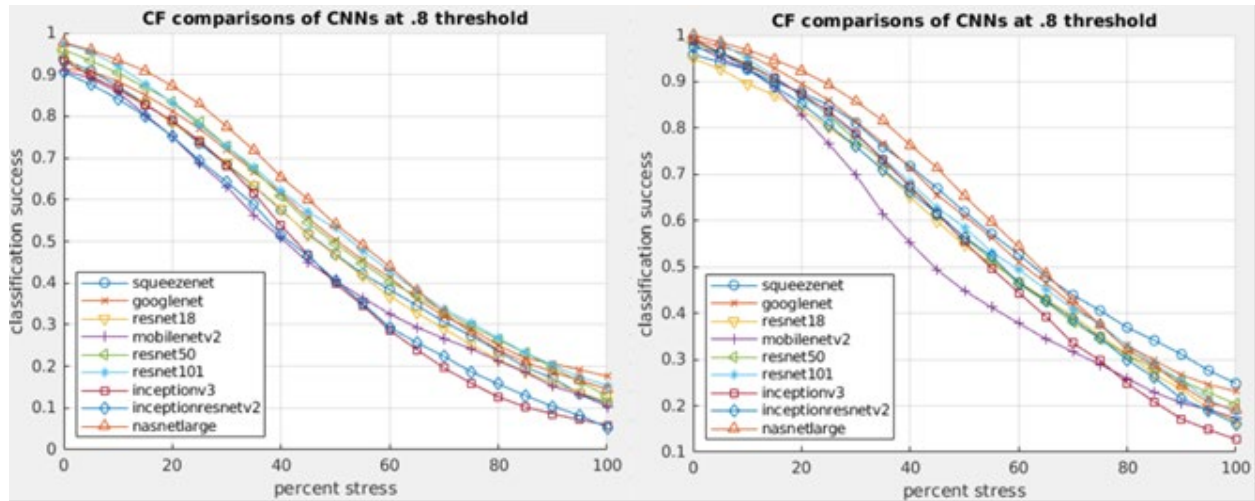 CF comparisons of CNNs at .8 threshold
1
0.9
0.8
0.7
0.6
0.5
0.4
0.3
0.2
0.1
0
classification success
squeezenet
googlenet
resnet18
mobilenetv2
resnet50
resnet101
inceptionv3
inceptionresnetv2
nasnetlarge
0 20 40 60 80 100
percent stress
CF comparisons of CNNs at .8 threshold
1
0.9
0.8
0.7
0.6
0.5
0.4
0.3
0.2
0.1
classification success
squeezenet
googlenet
resnet18
mobilenetv2
resnet50
resnet101
inceptionv3
inceptionresnetv2
nasnetlarge
0 20 40 60 80 100
percent stress